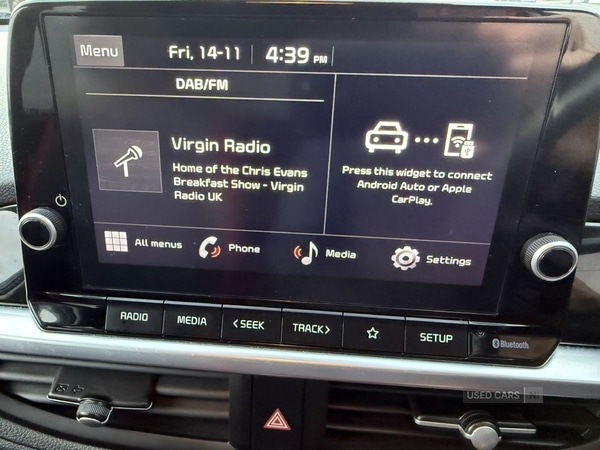 Menu
Fri, 14-11
4:39 PM
DAB/FM
Virgin Radio
Home of the Chris Evans
Breakfast Show - Virgin
Radio UK
Press this widget to connect
Android Auto or Apple
CarPlay.
All menus
Phone
Media
Settings
RADIO
MEDIA
< SEEK
TRACK >
SETUP
Bluetooth
USED CARS NI